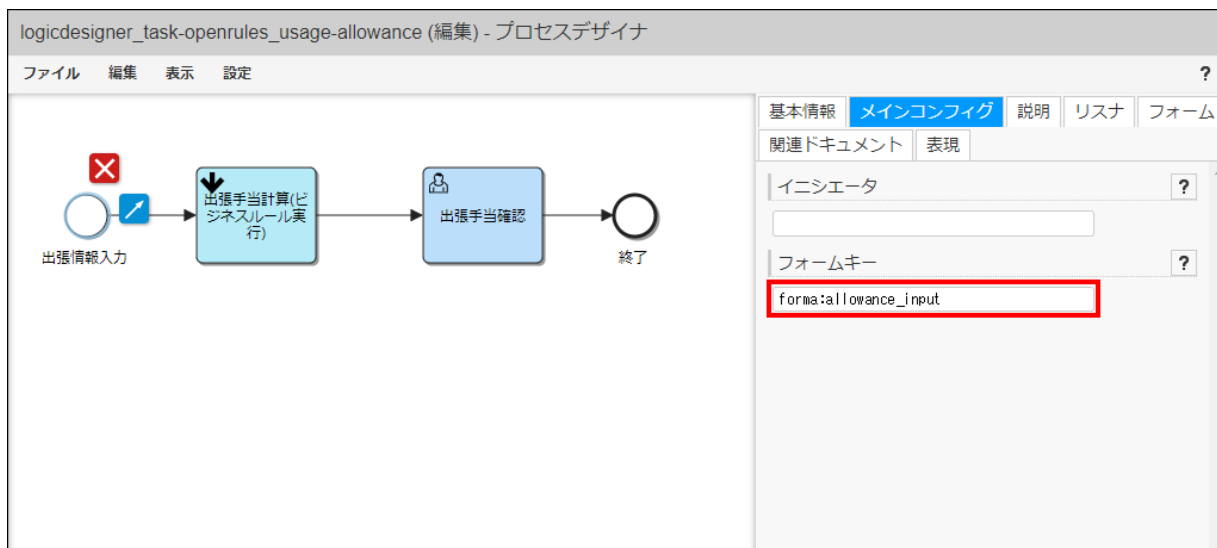 logicdesigner_task-openrules_usage-allowance (編集) - プロセスデザイナ
ファイル 編集 表示 設定 ?
基本情報 メインコンフィグ 説明 リスナ フォーム
関連ドキュメント 表現
イニシエータ ?
フォームキー ?
forma:allowance_input
出張情報入力
出張手当計算(ビ
ジネスルール実
行)
出張手当確認
終了